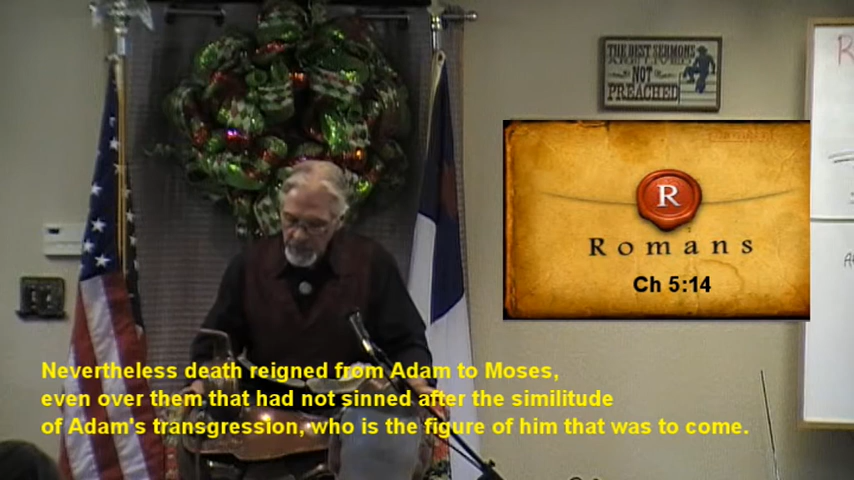 THE BEST SERMONS
ARE LIVED
NOT
PREACHED
R
R
Romans
Ch 5:14
Nevertheless death reigned from Adam to Moses,
even over them that had not sinned after the similitude
of Adam's transgression, who is the figure of him that was to come.